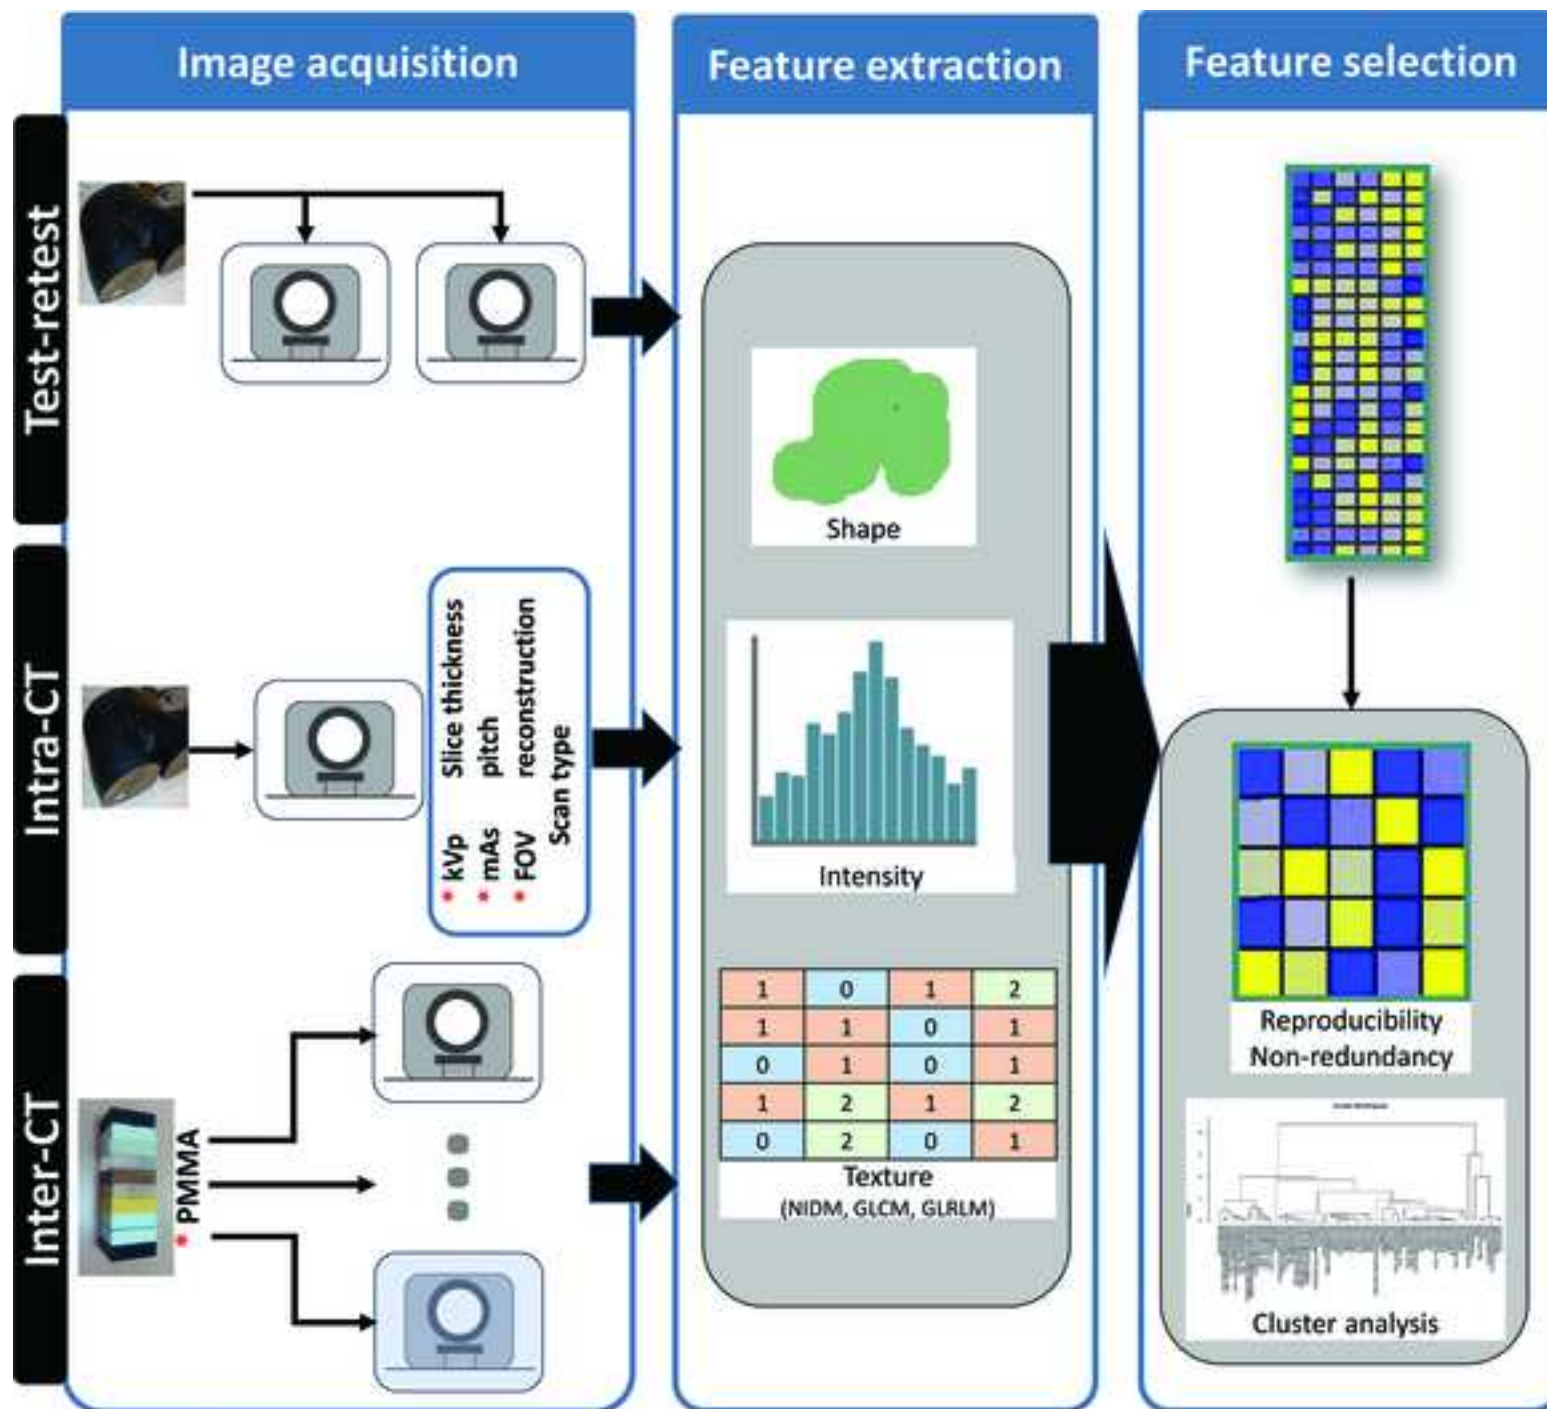 Image acquisition
Feature extraction
Feature selection
Test-retest
Intra-CT
Inter-CT
* kVp Slice thickness
* mAs pitch
* FOV reconstruction
Scan type
* PMMA
Shape
Intensity
1 0 1 2
1 1 0 1
0 1 0 1
1 2 1 2
0 2 0 1
Texture
(NIDM, GLCM, GLRLM)
Reproducibility
Non-redundancy
Cluster analysis